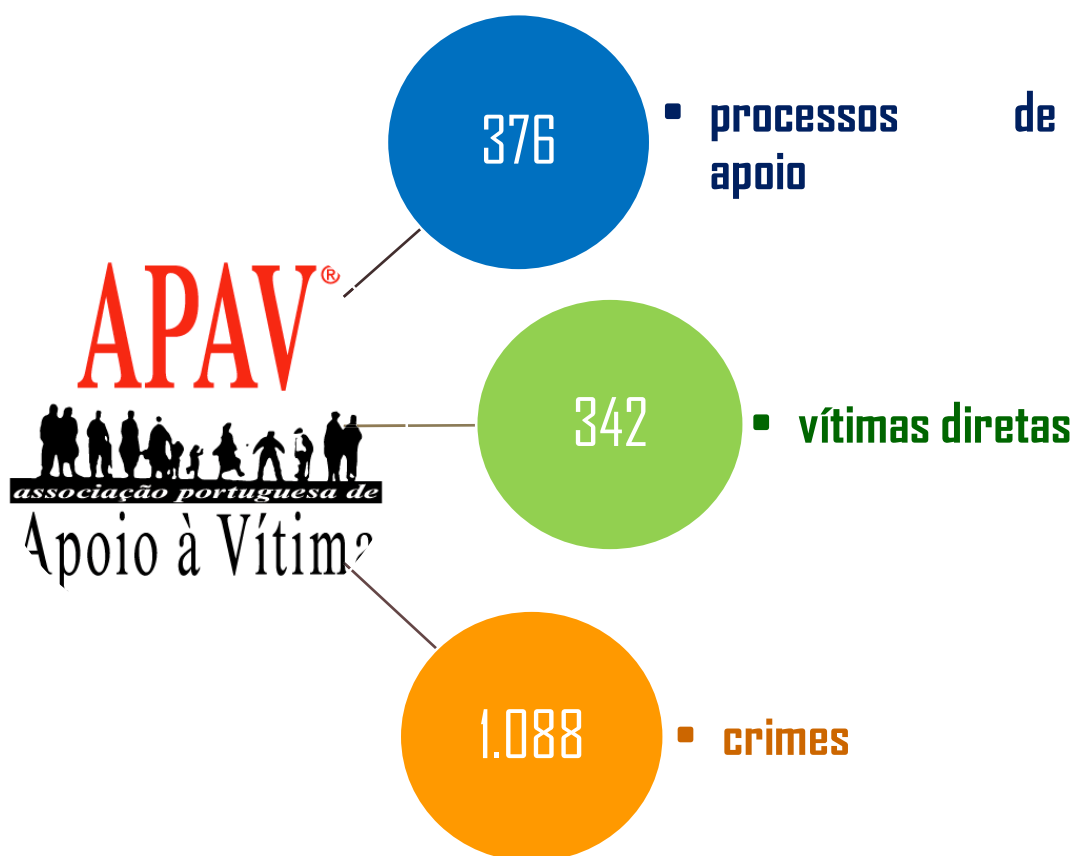 376
▪ processos de
apoio
APAV®
342
▪ vítimas diretas
associação portuguesa de
Apoio à Vítima
1.088
▪ crimes